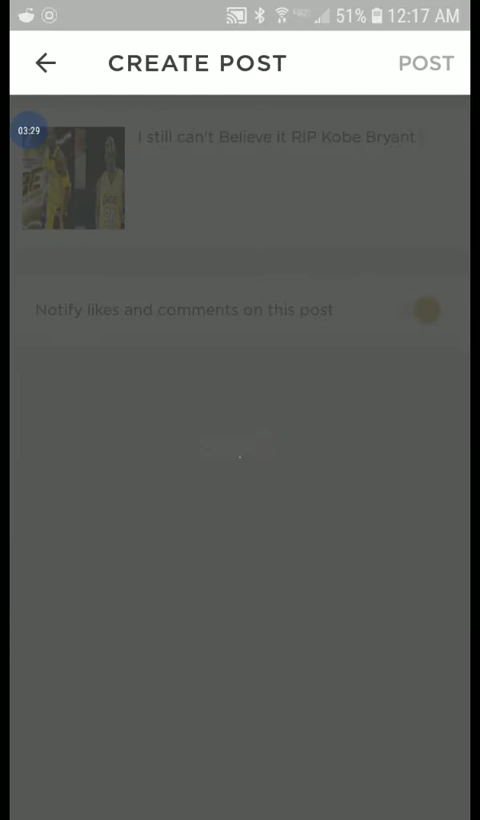 51% 12:17 AM
CREATE POST
POST
03:29
I still can't Believe it RIP Kobe Bryant
Notify likes and comments on this post